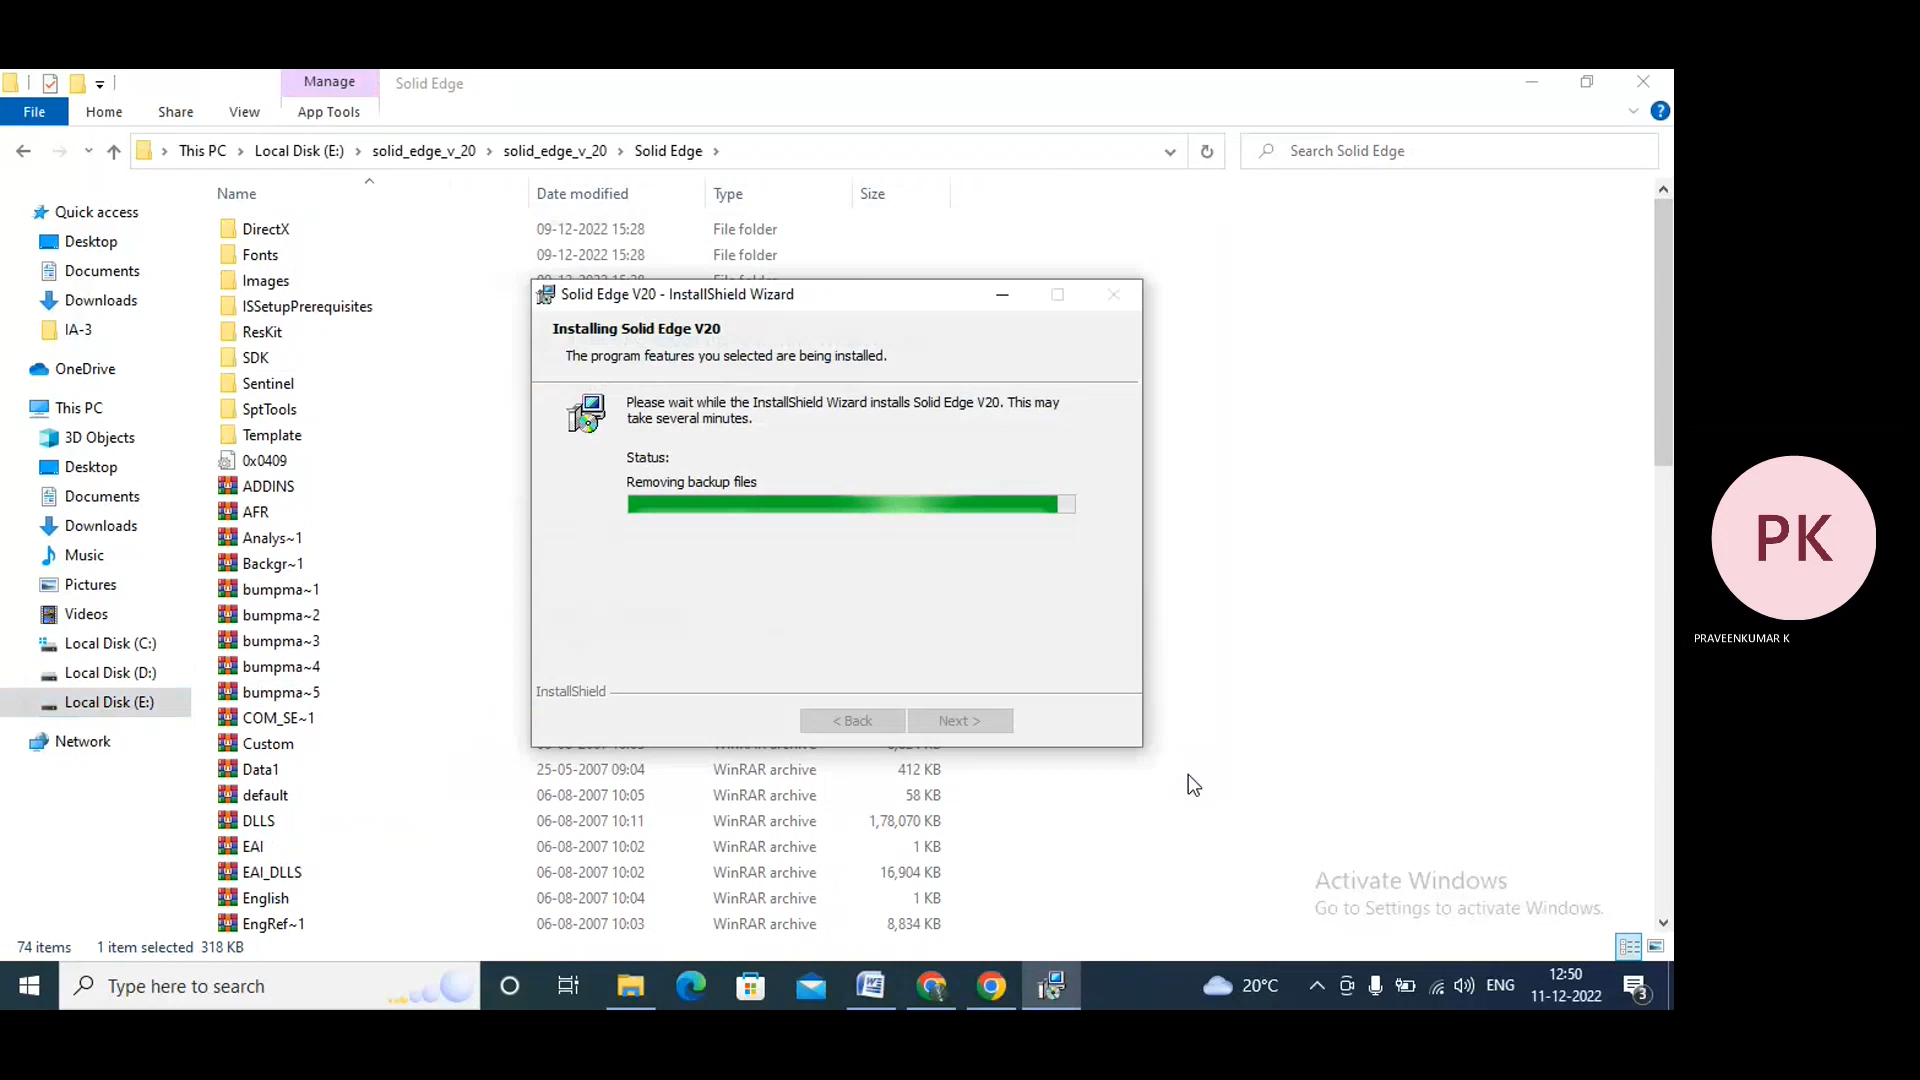 Manage
Solid Edge
File
Home
Share
View
App Tools
This PC
Local Disk (E:)
solid_edge_v_20
solid_edge_v_20
Solid Edge
Search Solid Edge
Name
Date modified
Type
Size
Quick access
Desktop
Documents
Downloads
IA-3
OneDrive
This PC
3D Objects
Desktop
Documents
Downloads
Music
Pictures
Videos
Local Disk (C:)
Local Disk (D:)
Local Disk (E:)
Network
DirectX 09-12-2022 15:28 File folder
Fonts 09-12-2022 15:28 File folder
Images
ISSetupPrerequisites
ResKit
SDK
Sentinel
SptTools
Template
0x0409
ADDINS
AFR
Analys~1
Backgr~1
bumpma~1
bumpma~2
bumpma~3
bumpma~4
bumpma~5
COM_SE~1
Custom
Data1 25-05-2007 09:04 WinRAR archive 412 KB
default 06-08-2007 10:05 WinRAR archive 58 KB
DLLS 06-08-2007 10:11 WinRAR archive 1,78,070 KB
EAI 06-08-2007 10:02 WinRAR archive 1 KB
EAI_DLLS 06-08-2007 10:02 WinRAR archive 16,904 KB
English 06-08-2007 10:04 WinRAR archive 1 KB
EngRef~1 06-08-2007 10:03 WinRAR archive 8,834 KB
Solid Edge V20 - InstallShield Wizard
Installing Solid Edge V20
The program features you selected are being installed.
Please wait while the InstallShield Wizard installs Solid Edge V20. This may
take several minutes.
Status:
Removing backup files
InstallShield
< Back
Next >
Activate Windows
Go to Settings to activate Windows.
74 items 1 item selected 318 KB
Type here to search
20°C
ENG
12:50
11-12-2022
3
PK
PRAVEENKUMAR K